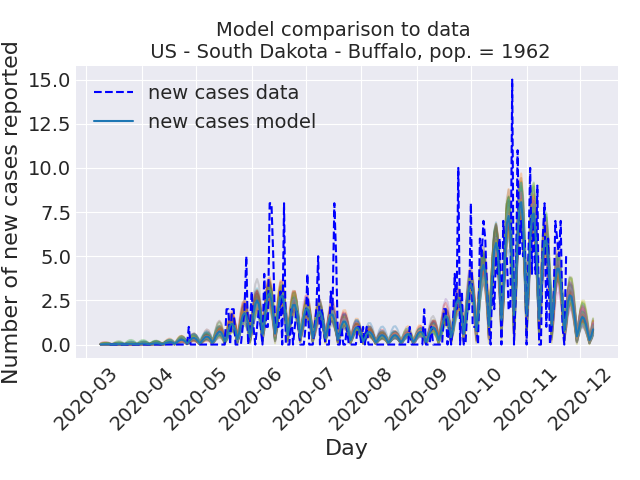 Model comparison to data
US - South Dakota - Buffalo, pop. = 1962
Number of new cases reported
15.0
12.5
10.0
7.5
5.0
2.5
0.0
new cases data
new cases model
2020-03
2020-04
2020-05
2020-06
2020-07
2020-08
2020-09
2020-10
2020-11
2020-12
Day